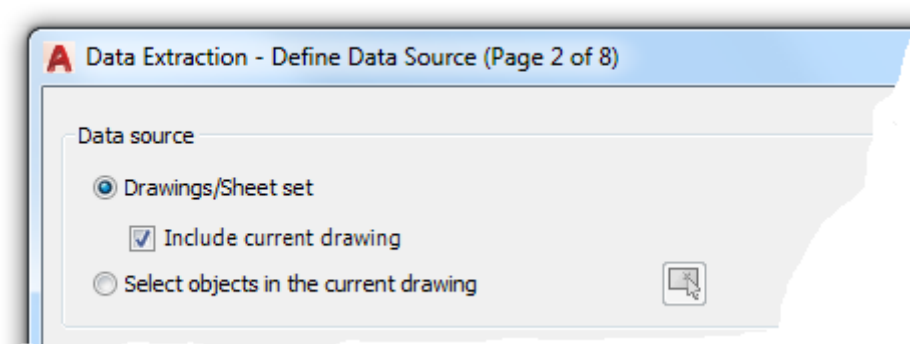 Data Extraction - Define Data Source (Page 2 of 8)
Data source
Drawings/Sheet set
Include current drawing
Select objects in the current drawing